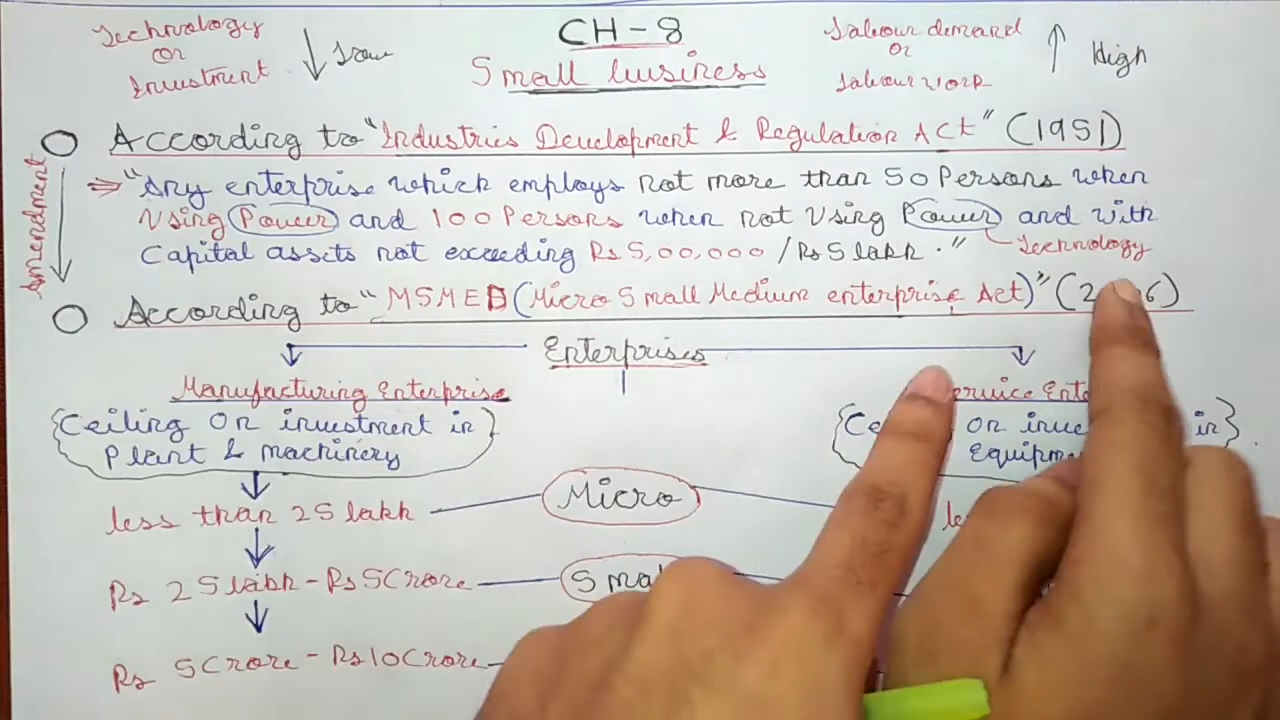 CH-8
Small business
Technology
or
Investment
low
Labour demand
or
Labour work
High
According to "Industries Development & Regulation Act" (1951)
Amendment
⇒ "Any enterprise which employs not more than 50 Persons when
Using Power and 100 Persons when not Using Power and with
Capital assets not exceeding Rs 5,00,000 / Rs 5 lakh."
Technology
According to "MSMED (Micro Small Medium enterprise Act)"
Enterprises
Manufacturing Enterprise
{Ceiling On investment in
Plant & machinery}
On
in}
less than 25 lakh
Micro
Rs 25 lakh - Rs 5 Crore
Rs 5 Crore - Rs 10 Crore